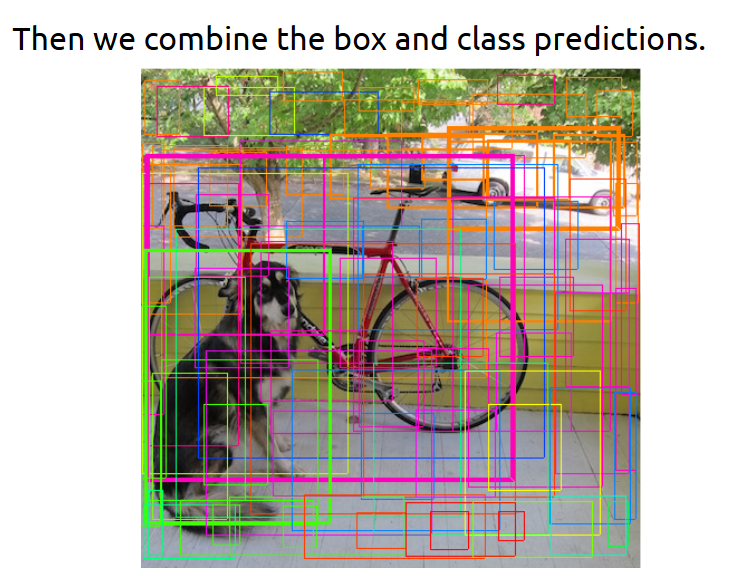 Then we combine the box and class predictions.